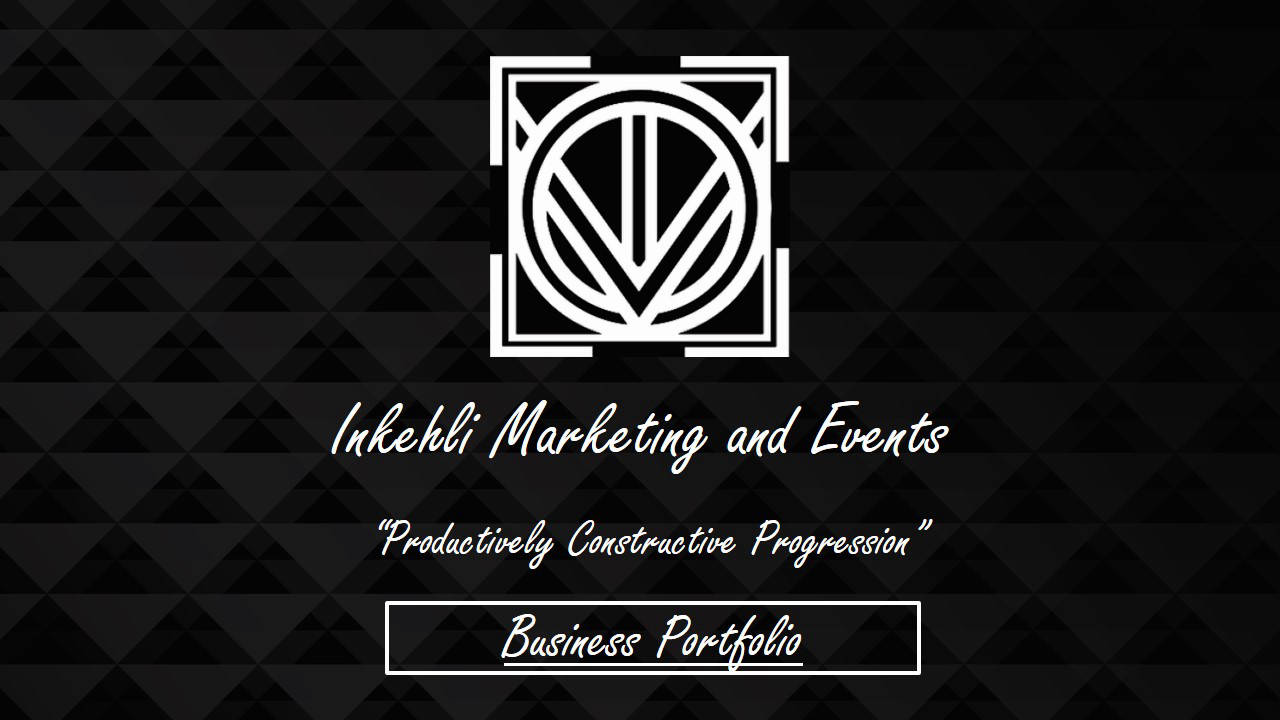 Inkehli Marketing and Events
“Productively Constructive Progression”
Business Portfolio